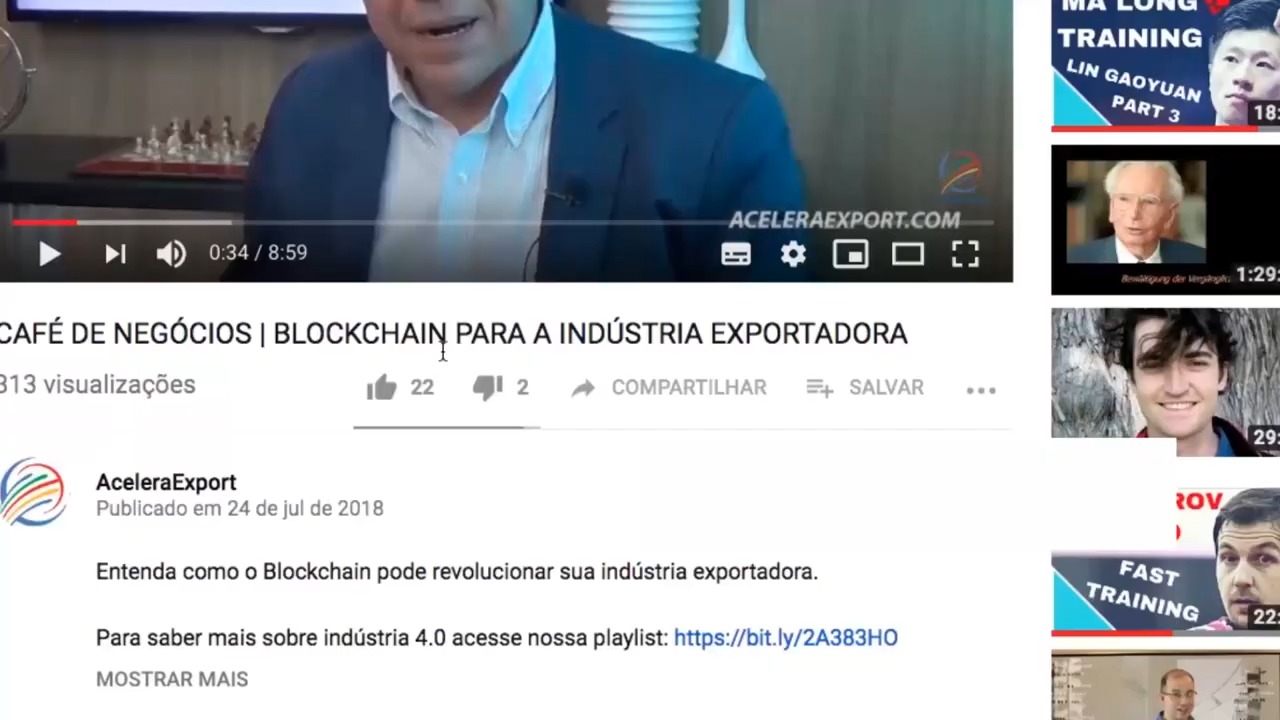 ACELERAEXPORT.COM
0:34 / 8:59
CAFÉ DE NEGÓCIOS | BLOCKCHAIN PARA A INDÚSTRIA EXPORTADORA
313 visualizações
22
2
COMPARTILHAR
SALVAR
AceleraExport
Publicado em 24 de jul de 2018
Entenda como o Blockchain pode revolucionar sua indústria exportadora.
Para saber mais sobre indústria 4.0 acesse nossa playlist: https://bit.ly/2A383HO
MOSTRAR MAIS
MA LONG
TRAINING
LIN GAOYUAN
PART 3
18:
1:29:
29:
ROV
FAST
TRAINING
22: